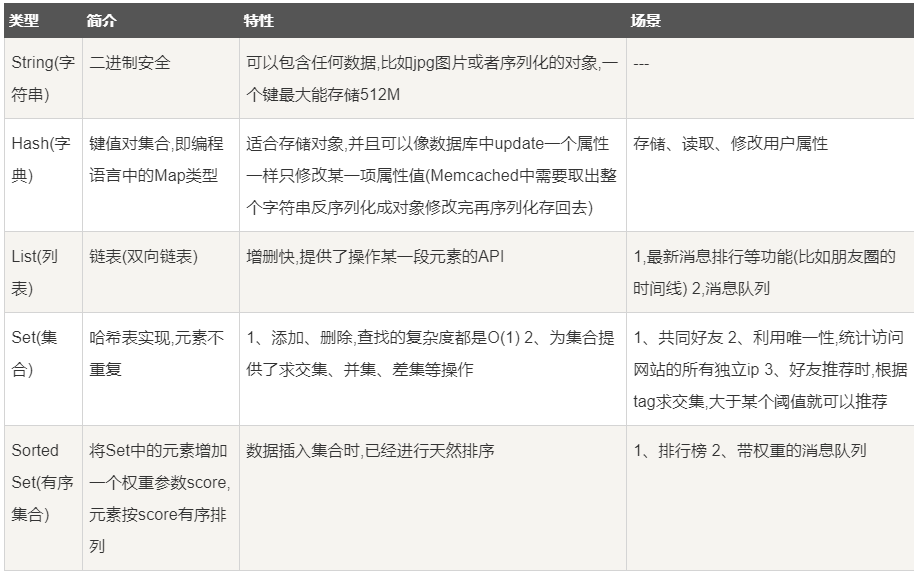 类型 简介 特性 场景
String(字 二进制安全 可以包含任何数据,比如jpg图片或者序列化的对象,一 ---
符串) 个键最大能存储512M
Hash(字 键值对集合,即编程 适合存储对象,并且可以像数据库中update一个属性 存储、读取、修改用户属性
典) 语言中的Map类型 一样只修改某一项属性值(Memcached中需要取出整
个字符串反序列化成对象修改完再序列化存回去)
List(列 链表(双向链表) 增删快,提供了操作某一段元素的API 1,最新消息排行等功能(比如朋友圈的
表) 时间线) 2,消息队列
Set(集 哈希表实现,元素不 1、添加、删除,查找的复杂度都是O(1) 2、为集合提 1、共同好友 2、利用唯一性,统计访问
合) 重复 供了求交集、并集、差集等操作 网站的所有独立ip 3、好友推荐时,根据
tag求交集,大于某个阈值就可以推荐
Sorted 将Set中的元素增加 数据插入集合时,已经进行天然排序 1、排行榜 2、带权重的消息队列
Set(有序 一个权重参数score,
集合) 元素按score有序排
列